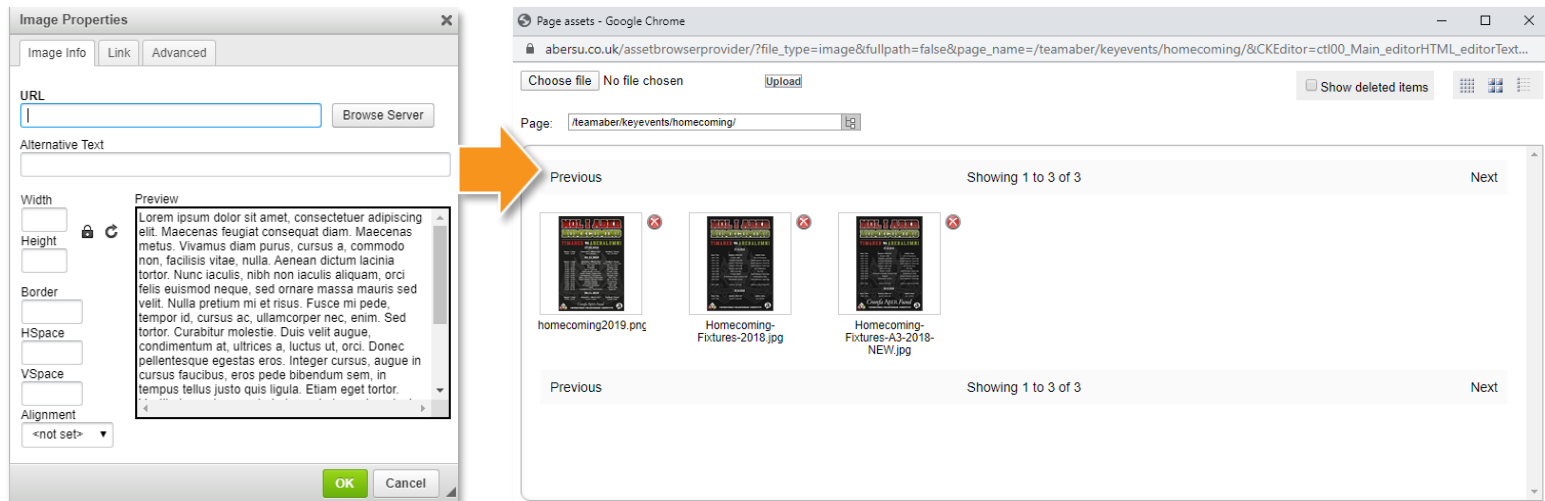 Image Properties
Image Info
Link
Advanced
URL
Browse Server
Alternative Text
Width
Height
Preview
Lorem ipsum dolor sit amet, consectetuer adipiscing
elit. Maecenas feugiat consequat diam. Maecenas
metus. Vivamus diam purus, cursus a, commodo
non, facilisis vitae, nulla. Aenean dictum lacinia
tortor. Nunc iaculis, nibh non iaculis aliquam, orci
felis euismod neque, sed ornare massa mauris sed
velit. Nulla pretium mi et risus. Fusce mi pede,
tempor id, cursus ac, ullamcorper nec, enim. Sed
tortor. Curabitur molestie. Duis velit augue,
condimentum at, ultrices a, luctus ut, orci. Donec
pellentesque egestas eros. Integer cursus, augue in
cursus faucibus, eros pede bibendum sem, in
tempus tellus justo quis ligula. Etiam eget tortor.
Border
HSpace
VSpace
Alignment
<not set>
OK
Cancel
Page assets - Google Chrome
abersu.co.uk/assetbrowserprovider/?file_type=image&fullpath=false&page_name=/teamaber/keyevents/homecoming/&CKEditor=ctl00_Main_editorHTML_editorText...
Choose file No file chosen
Upload
Show deleted items
Page: /teamaber/keyevents/homecoming/
Previous
Showing 1 to 3 of 3
Next
MOL I ABER
HOMECOMING
MOL I ABER
HOMECOMING
MOL I ABER
HOMECOMING
homecoming2019.png
Homecoming-
Fixtures-2018.jpg
Homecoming-
Fixtures-A3-2018-
NEW.jpg
Previous
Showing 1 to 3 of 3
Next